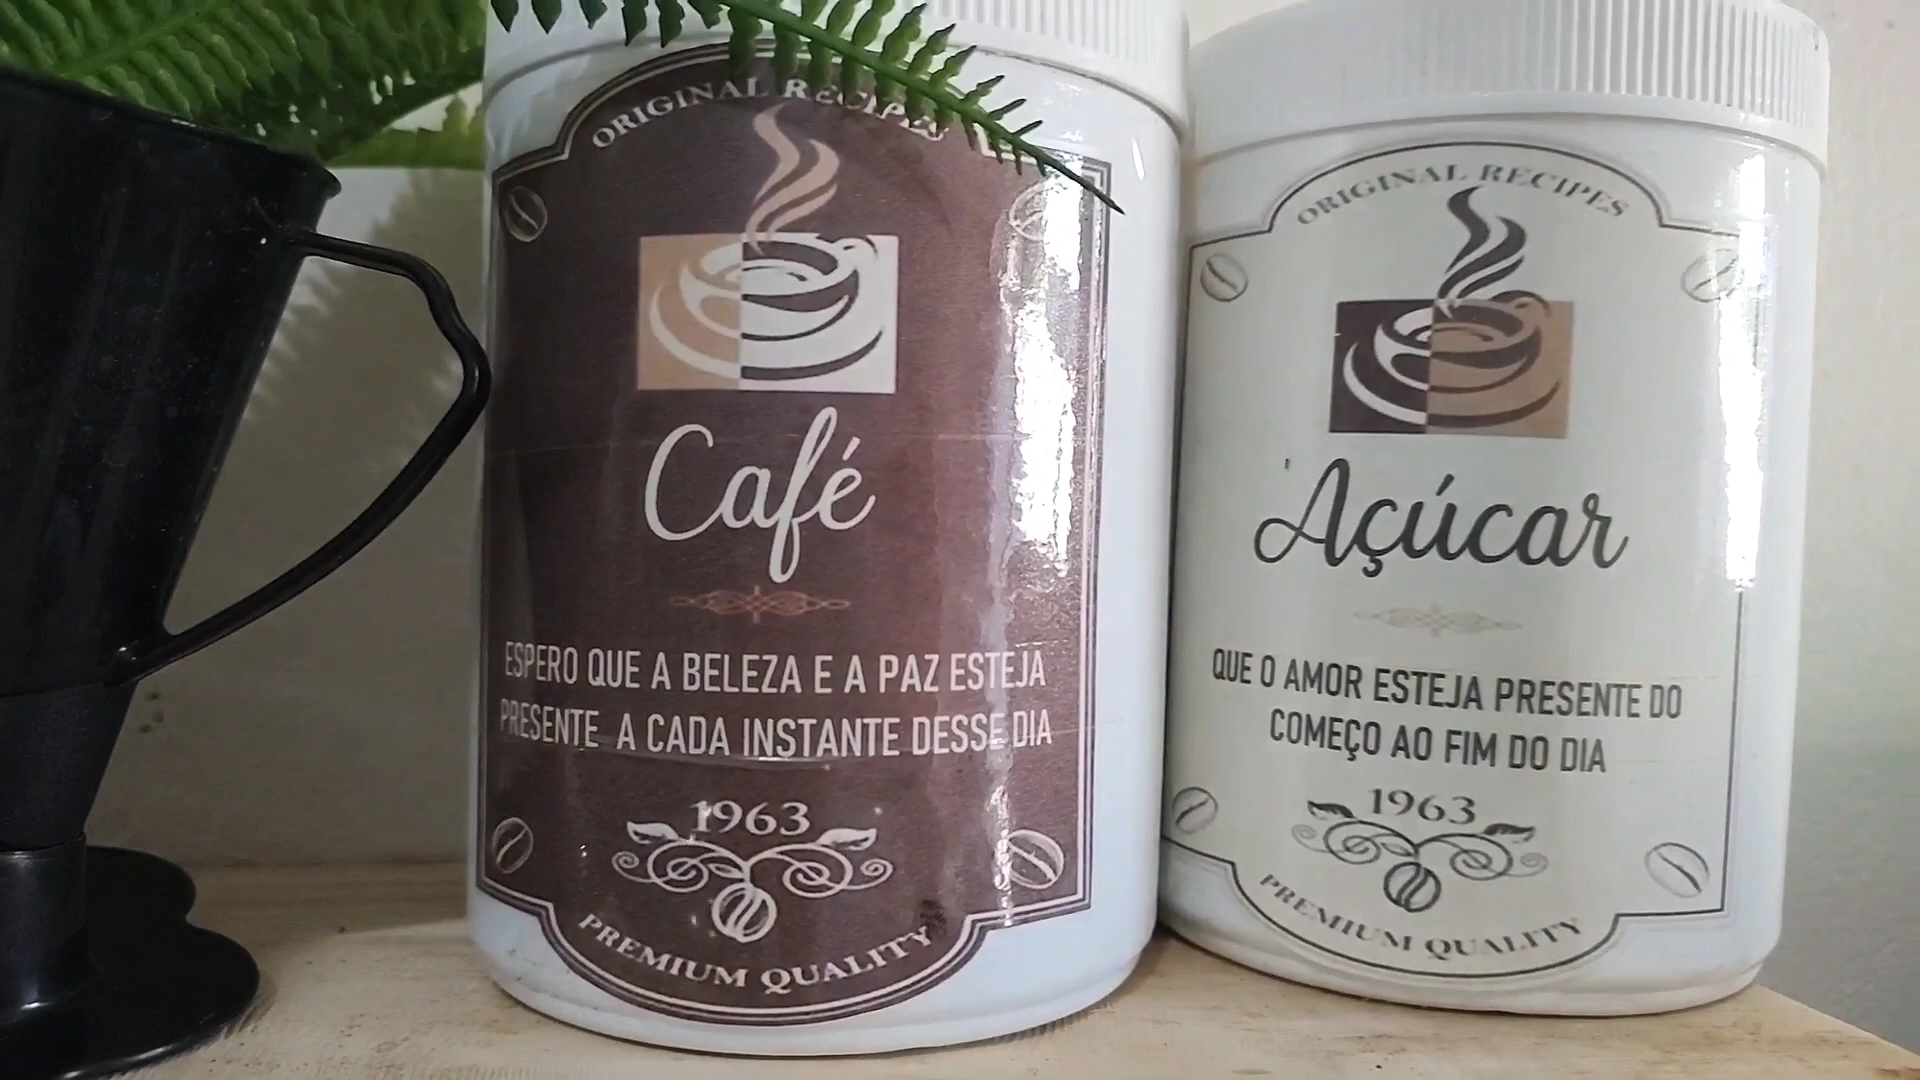 ORIGINAL RECIPES
Café
ESPERO QUE A BELEZA E A PAZ ESTEJA
PRESENTE A CADA INSTANTE DESSE DIA
1963
PREMIUM QUALITY
ORIGINAL RECIPES
Açúcar
QUE O AMOR ESTEJA PRESENTE DO
COMEÇO AO FIM DO DIA
1963
PREMIUM QUALITY